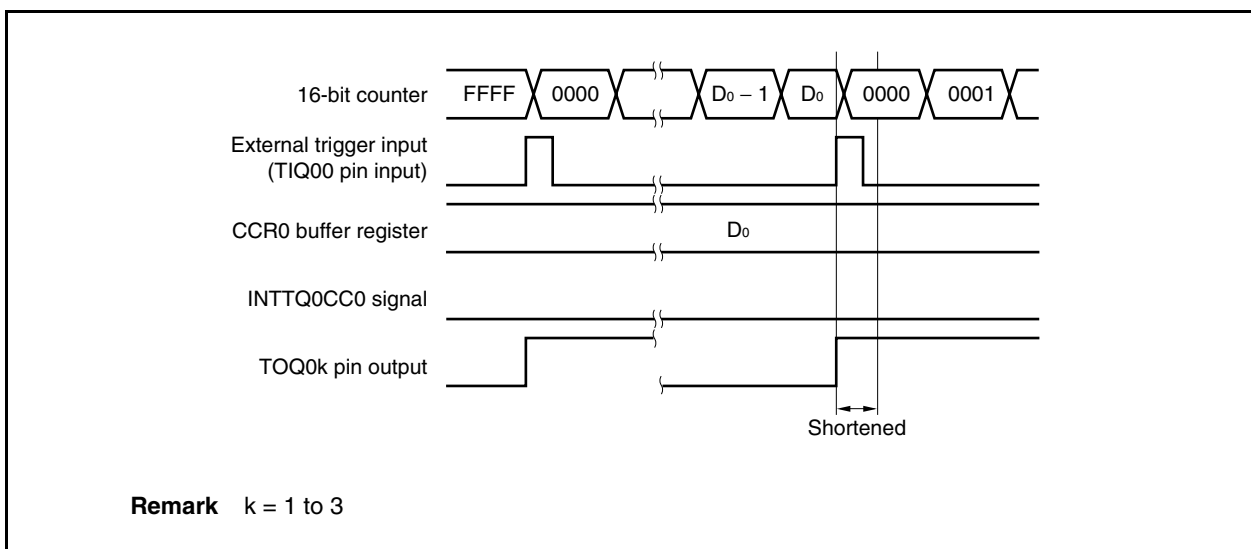 16-bit counter FFFF 0000 D₀ − 1 D₀ 0000 0001
External trigger input
(TIQ00 pin input)
CCR0 buffer register D₀
INTTQ0CC0 signal
TOQ0k pin output
Shortened
Remark k = 1 to 3